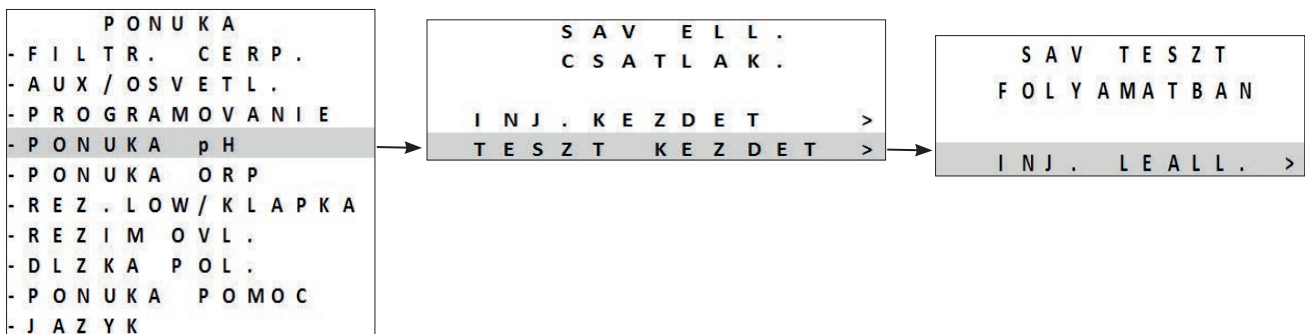 PONUKA
-FILTR. CERP.
-AUX/OSVETL.
-PROGRAMOVANIE
-PONUKA pH
-PONUKA ORP
-REZ.LOW/KLAPKA
-REZIM OVL.
-DLZKA POL.
-PONUKA POMOC
-JAZYK
SAV ELL.
CSATLAK.
INJ.KEZDET >
TESZT KEZDET >
SAV TESZT
FOLYAMATBAN
INJ. LEALL. >